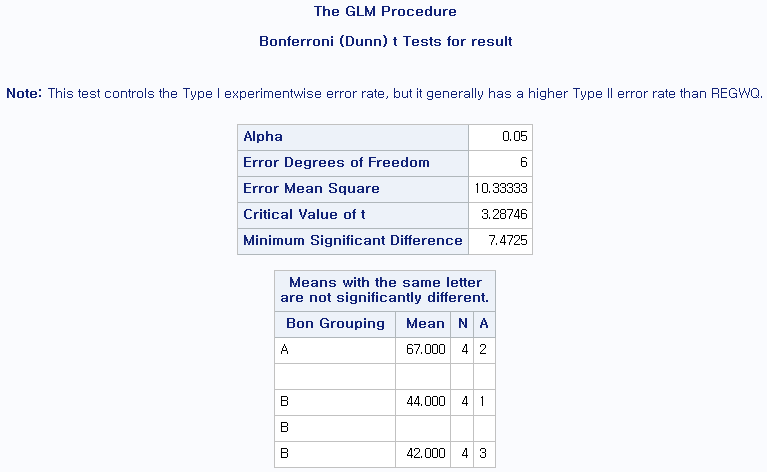 The GLM Procedure
Bonferroni (Dunn) t Tests for result
Note: This test controls the Type I experimentwise error rate, but it generally has a higher Type II error rate than REGWQ.
Alpha 0.05
Error Degrees of Freedom 6
Error Mean Square 10.33333
Critical Value of t 3.28746
Minimum Significant Difference 7.4725
Means with the same letter
are not significantly different.
Bon Grouping Mean N A
A 67.000 4 2
B 44.000 4 1
B
B 42.000 4 3